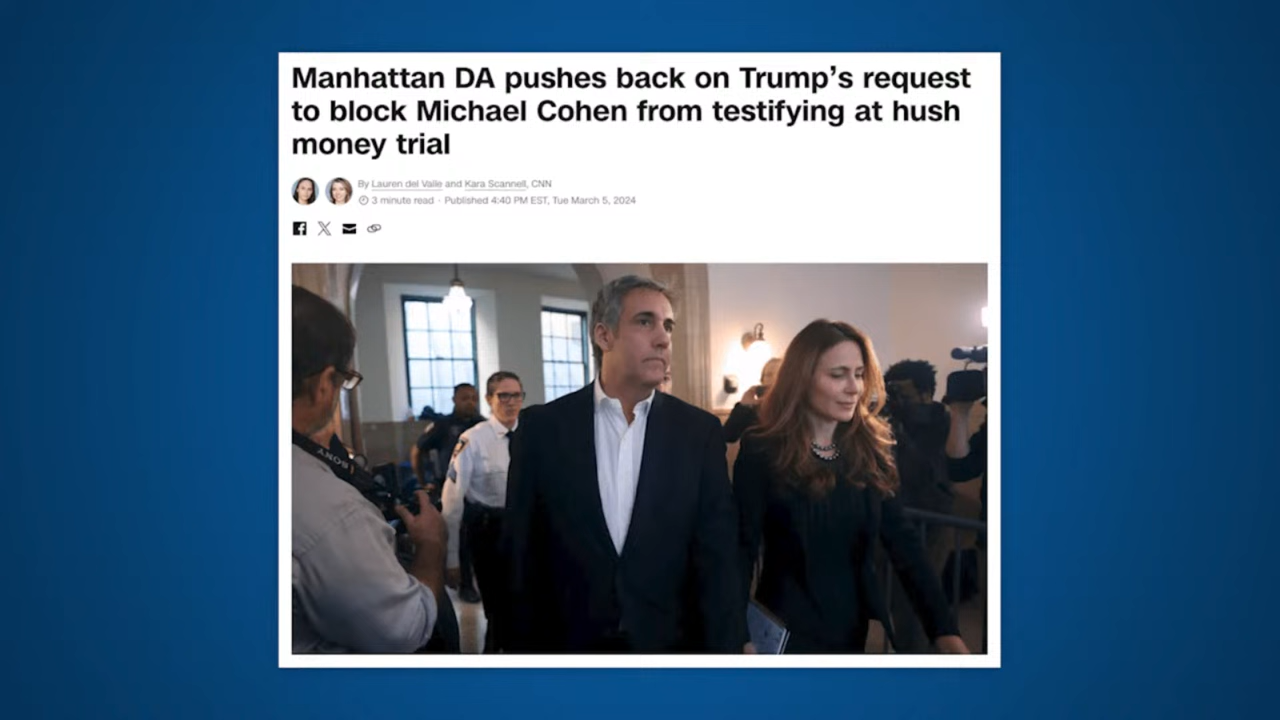 Manhattan DA pushes back on Trump’s request
to block Michael Cohen from testifying at hush
money trial
By Lauren del Valle and Kara Scannell, CNN
3 minute read · Published 4:40 PM EST, Tue March 5, 2024
SONY